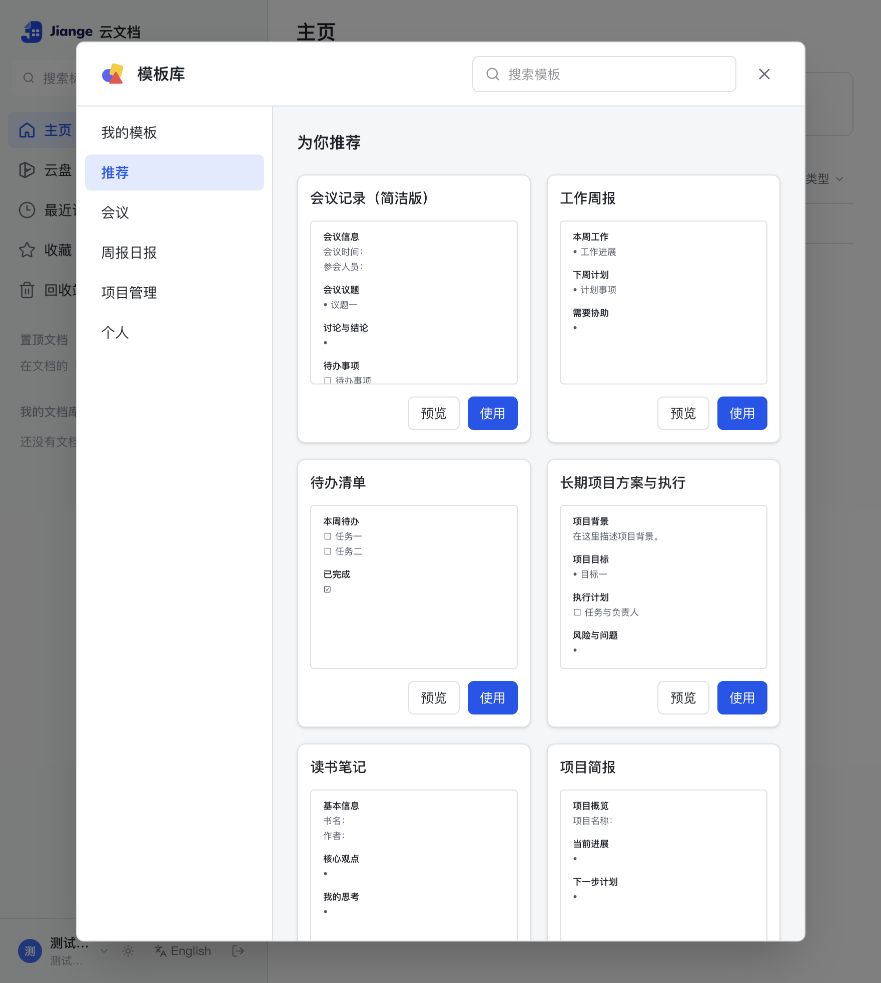 Jiange 云文档
主页
搜索模
主页
云盘
最近
收藏
回收
置顶文档
在文档的
我的文档库
还没有文档
类型
模板库
搜索模板
我的模板
推荐
会议
周报日报
项目管理
个人
为你推荐
会议记录（简洁版）
会议信息
会议时间：
参会人员：
会议议题
• 议题一
讨论与结论
•
待办事项
☐ 待办事项
预览
使用
工作周报
本周工作
• 工作进展
下周计划
• 计划事项
需要协助
•
预览
使用
待办清单
本周待办
☐ 任务一
☐ 任务二
已完成
☑
预览
使用
长期项目方案与执行
项目背景
在这里描述项目背景。
项目目标
• 目标一
执行计划
☐ 任务与负责人
风险与问题
•
预览
使用
读书笔记
基本信息
书名：
作者：
核心观点
•
我的思考
•
项目简报
项目概览
项目名称：
当前进展
•
下一步计划
•
测
测试...
测试...
English